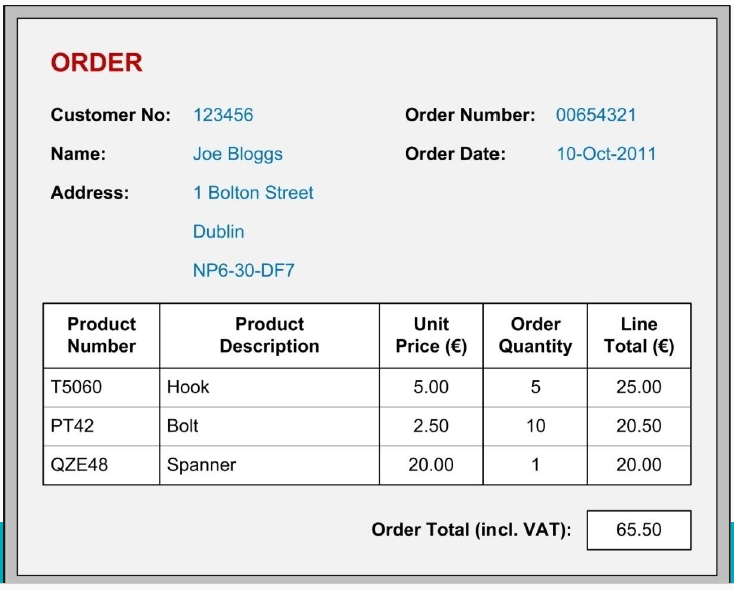 ORDER
Customer No: 123456 Order Number: 00654321
Name: Joe Bloggs Order Date: 10-Oct-2011
Address: 1 Bolton Street
Dublin
NP6-30-DF7
Product Number Product Description Unit Price (€) Order Quantity Line Total (€)
T5060 Hook 5.00 5 25.00
PT42 Bolt 2.50 10 20.50
QZE48 Spanner 20.00 1 20.00
Order Total (incl. VAT): 65.50